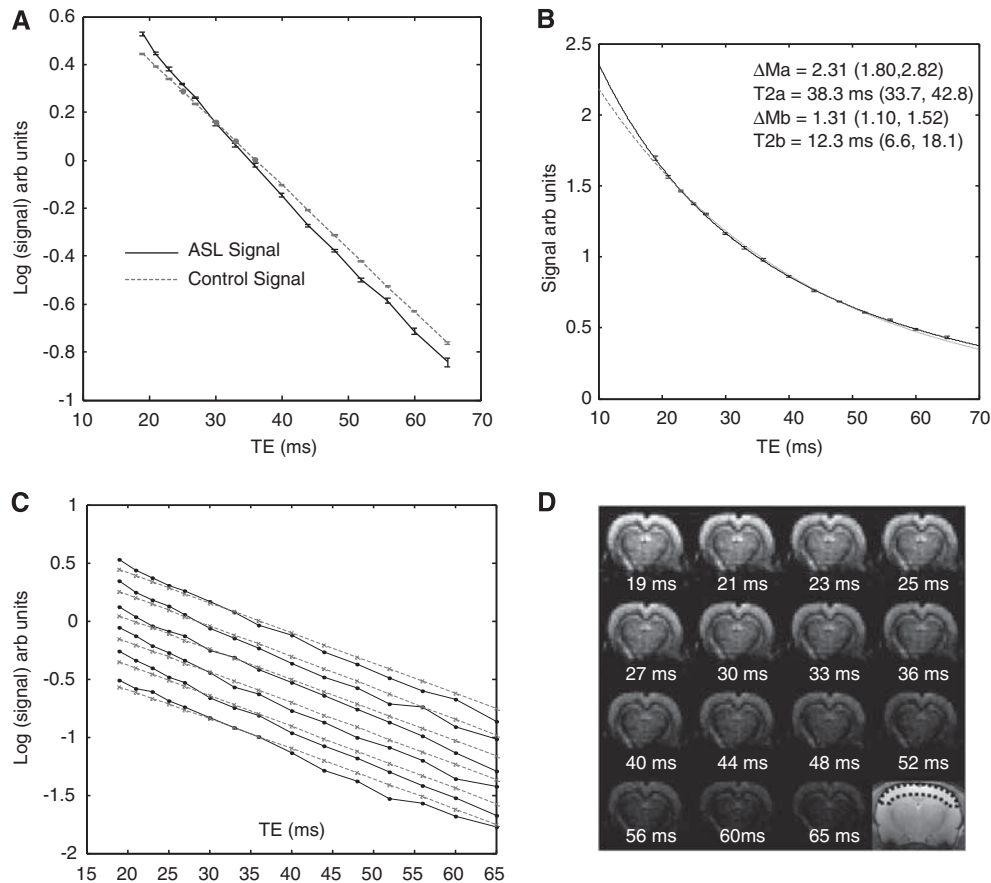 A
0.6
0.4
0.2
0
-0.2
-0.4
-0.6
-0.8
-1
Log (signal) arb units
ASL Signal
Control Signal
10 20 30 40 50 60 70
TE (ms)
B
2.5
2
1.5
1
0.5
0
Signal arb units
ΔMa = 2.31 (1.80,2.82)
T2a = 38.3 ms (33.7, 42.8)
ΔMb = 1.31 (1.10, 1.52)
T2b = 12.3 ms (6.6, 18.1)
10 20 30 40 50 60 70
TE (ms)
C
1
0.5
0
-0.5
-1
-1.5
-2
Log (signal) arb units
TE (ms)
15 20 25 30 35 40 45 50 55 60 65
D
19 ms 21 ms 23 ms 25 ms
27 ms 30 ms 33 ms 36 ms
40 ms 44 ms 48 ms 52 ms
56 ms 60ms 65 ms